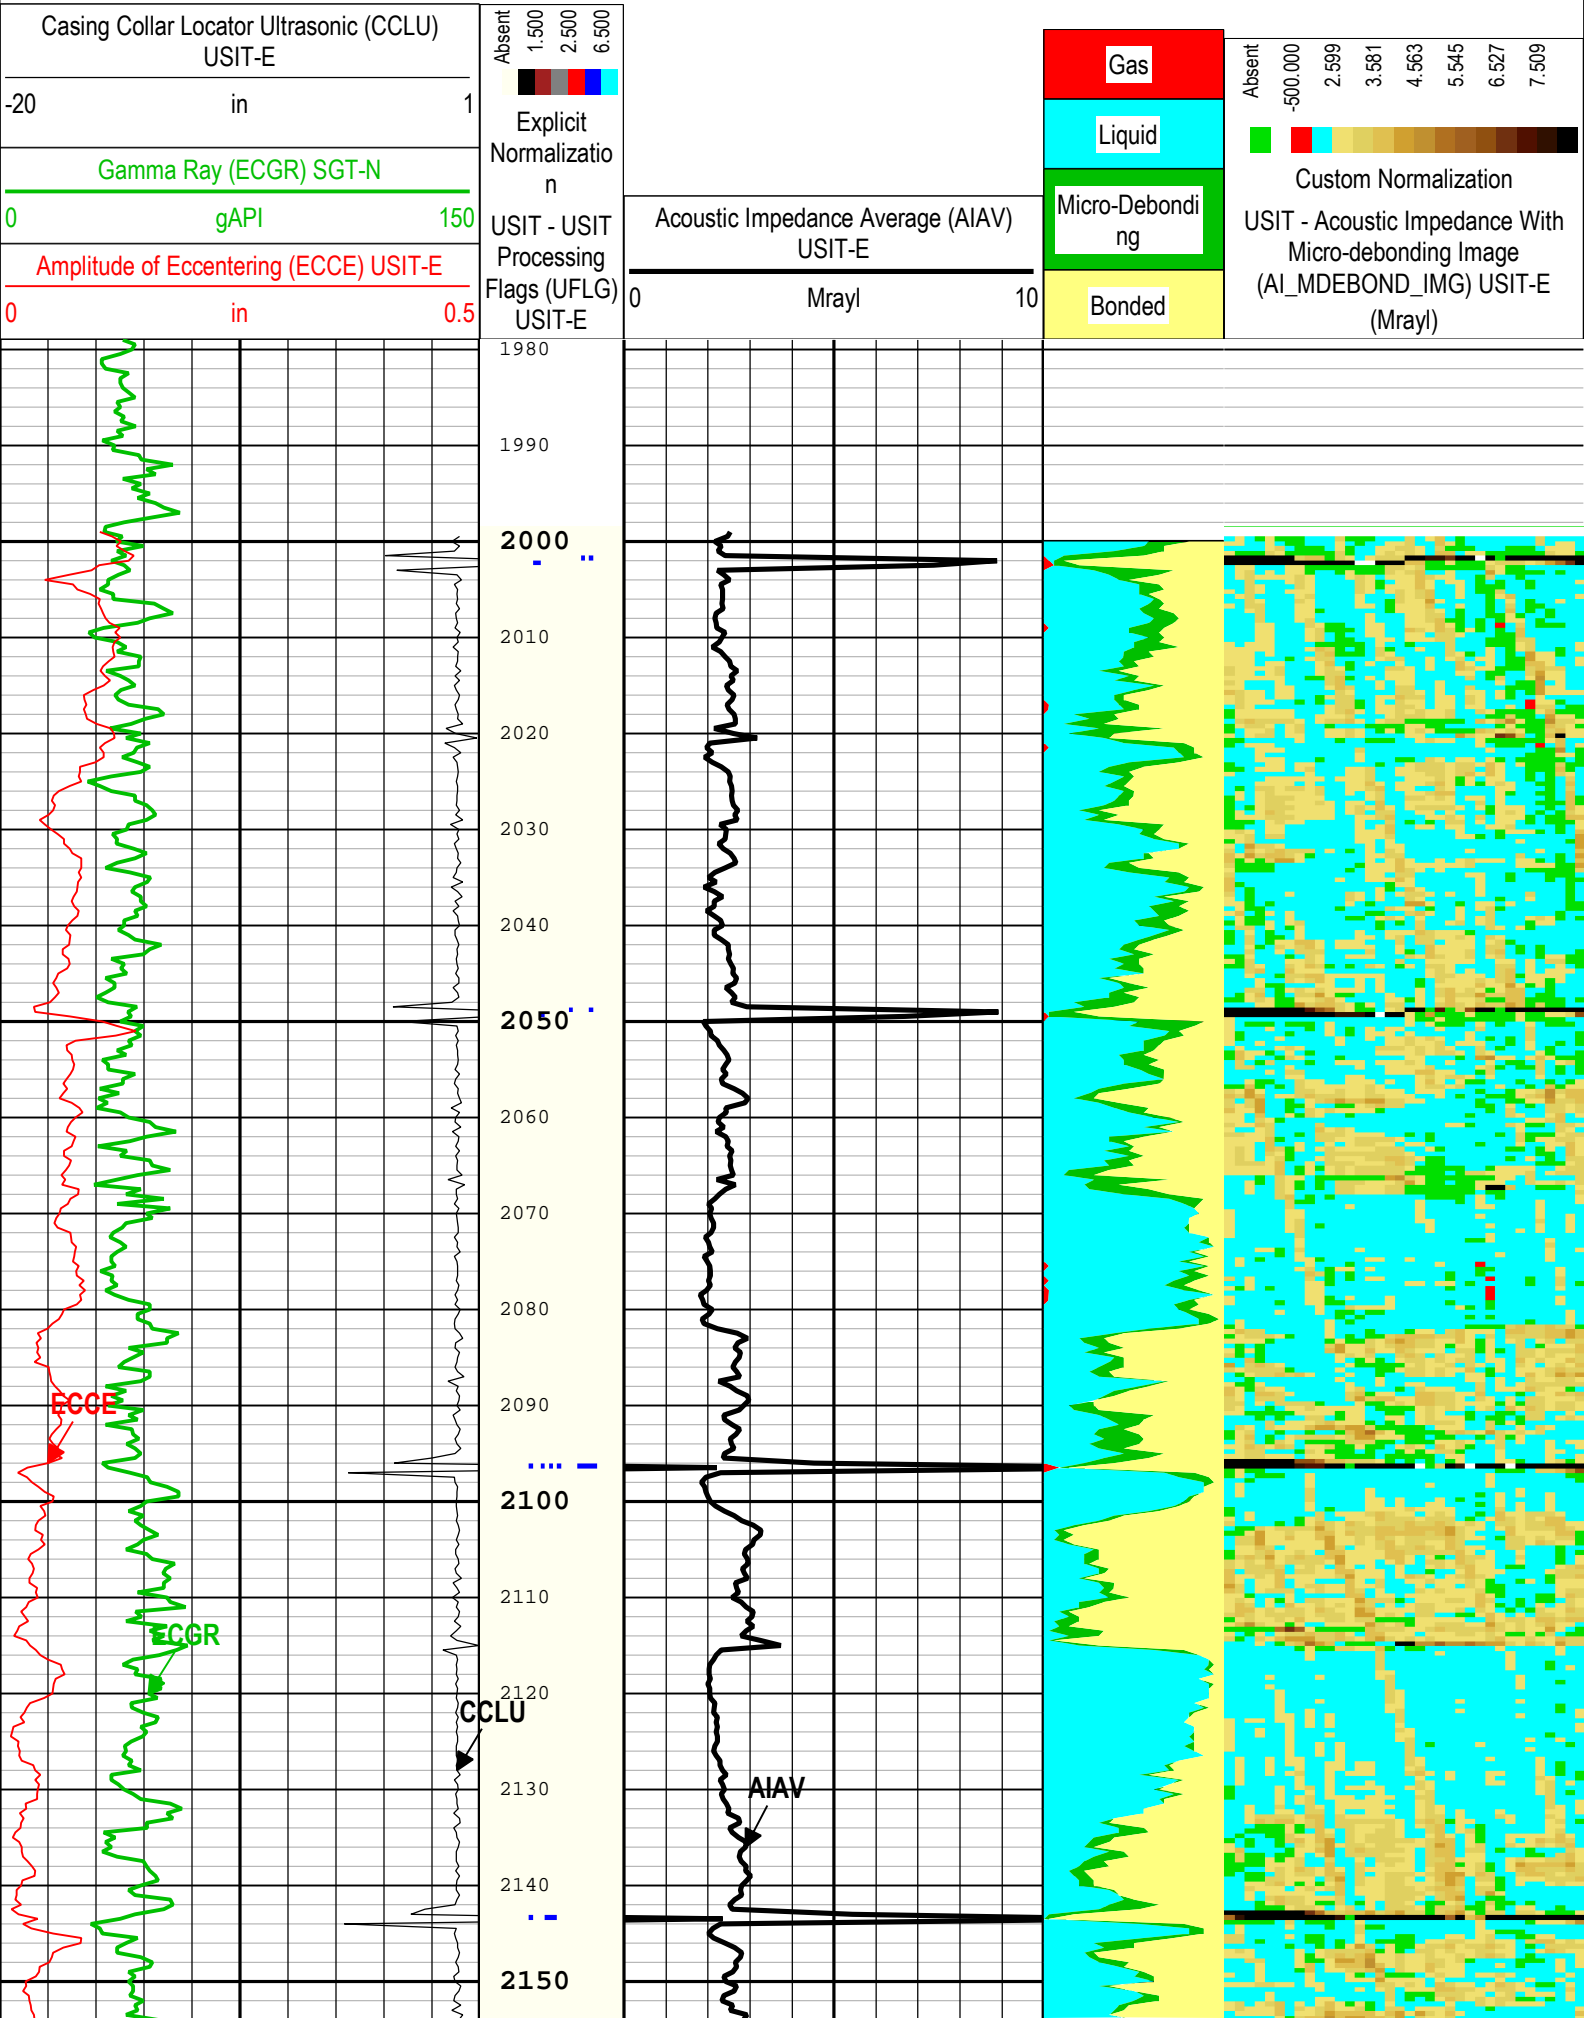 Casing Collar Locator Ultrasonic (CCLU)
USIT-E
-20 in 1
Gamma Ray (ECGR) SGT-N
0 gAPI 150
Amplitude of Eccentering (ECCE) USIT-E
0 in 0.5
Absent
1.500
2.500
6.500
Explicit
Normalizatio
n
USIT - USIT
Processing
Flags (UFLG)
USIT-E
Acoustic Impedance Average (AIAV)
USIT-E
0 Mrayl 10
Gas
Liquid
Micro-Debondi
ng
Bonded
Absent
-500.000
2.599
3.581
4.563
5.545
6.527
7.509
Custom Normalization
USIT - Acoustic Impedance With
Micro-debonding Image
(AI_MDEBOND_IMG) USIT-E
(Mrayl)
1980
1990
2000
2010
2020
2030
2040
2050
2060
2070
2080
ECCE
2090
2100
2110
ECGR
2120
CCLU
2130
AIAV
2140
2150